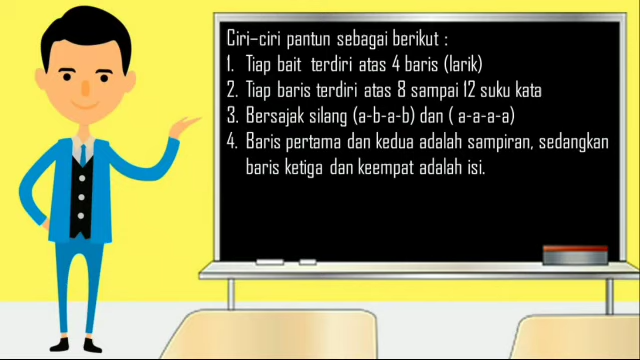 Ciri-ciri pantun sebagai berikut :
1. Tiap bait terdiri atas 4 baris (larik)
2. Tiap baris terdiri atas 8 sampai 12 suku kata
3. Bersajak silang (a-b-a-b) dan ( a-a-a-a)
4. Baris pertama dan kedua adalah sampiran, sedangkan
baris ketiga dan keempat adalah isi.